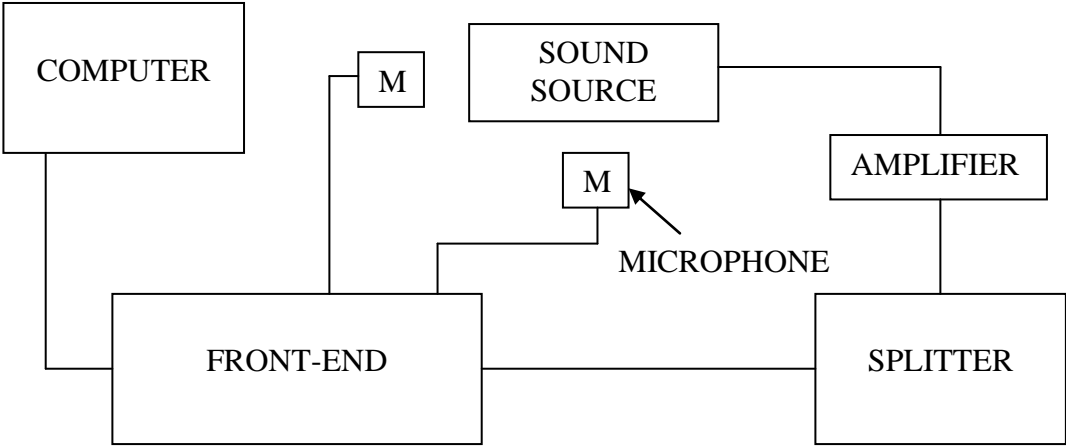 COMPUTER
M
SOUND
SOURCE
AMPLIFIER
M
MICROPHONE
FRONT-END
SPLITTER